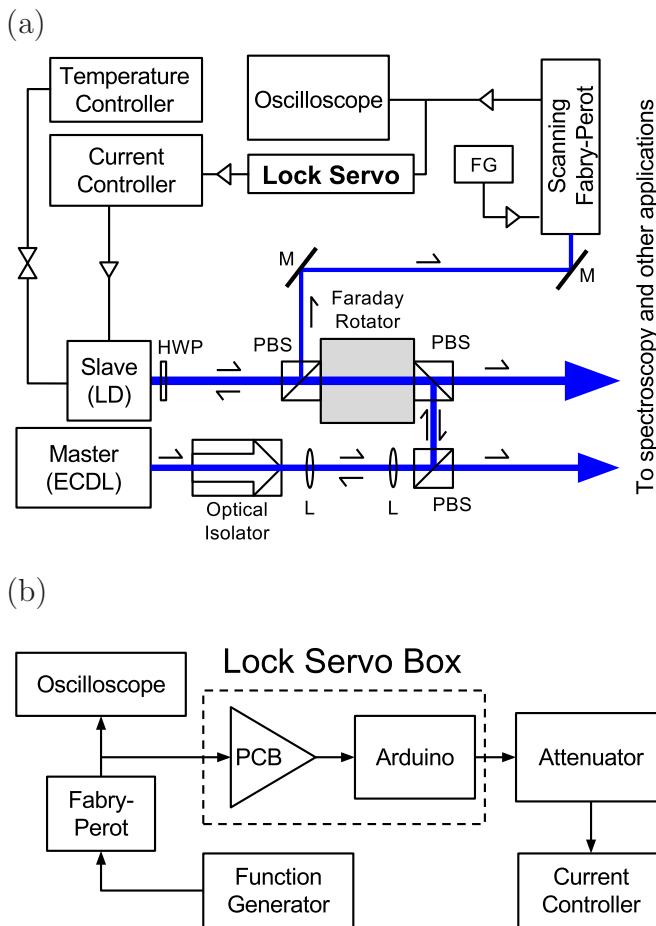 (a)
Temperature
Controller
Oscilloscope
Scanning
Fabry-Perot
Current
Controller
Lock Servo
FG
To spectroscopy and other applications
M
M
Faraday
Rotator
HWP
PBS
PBS
Slave
(LD)
Master
(ECDL)
Optical
Isolator
L
L
PBS
(b)
Lock Servo Box
Oscilloscope
PCB
Arduino
Attenuator
Fabry-
Perot
Function
Generator
Current
Controller